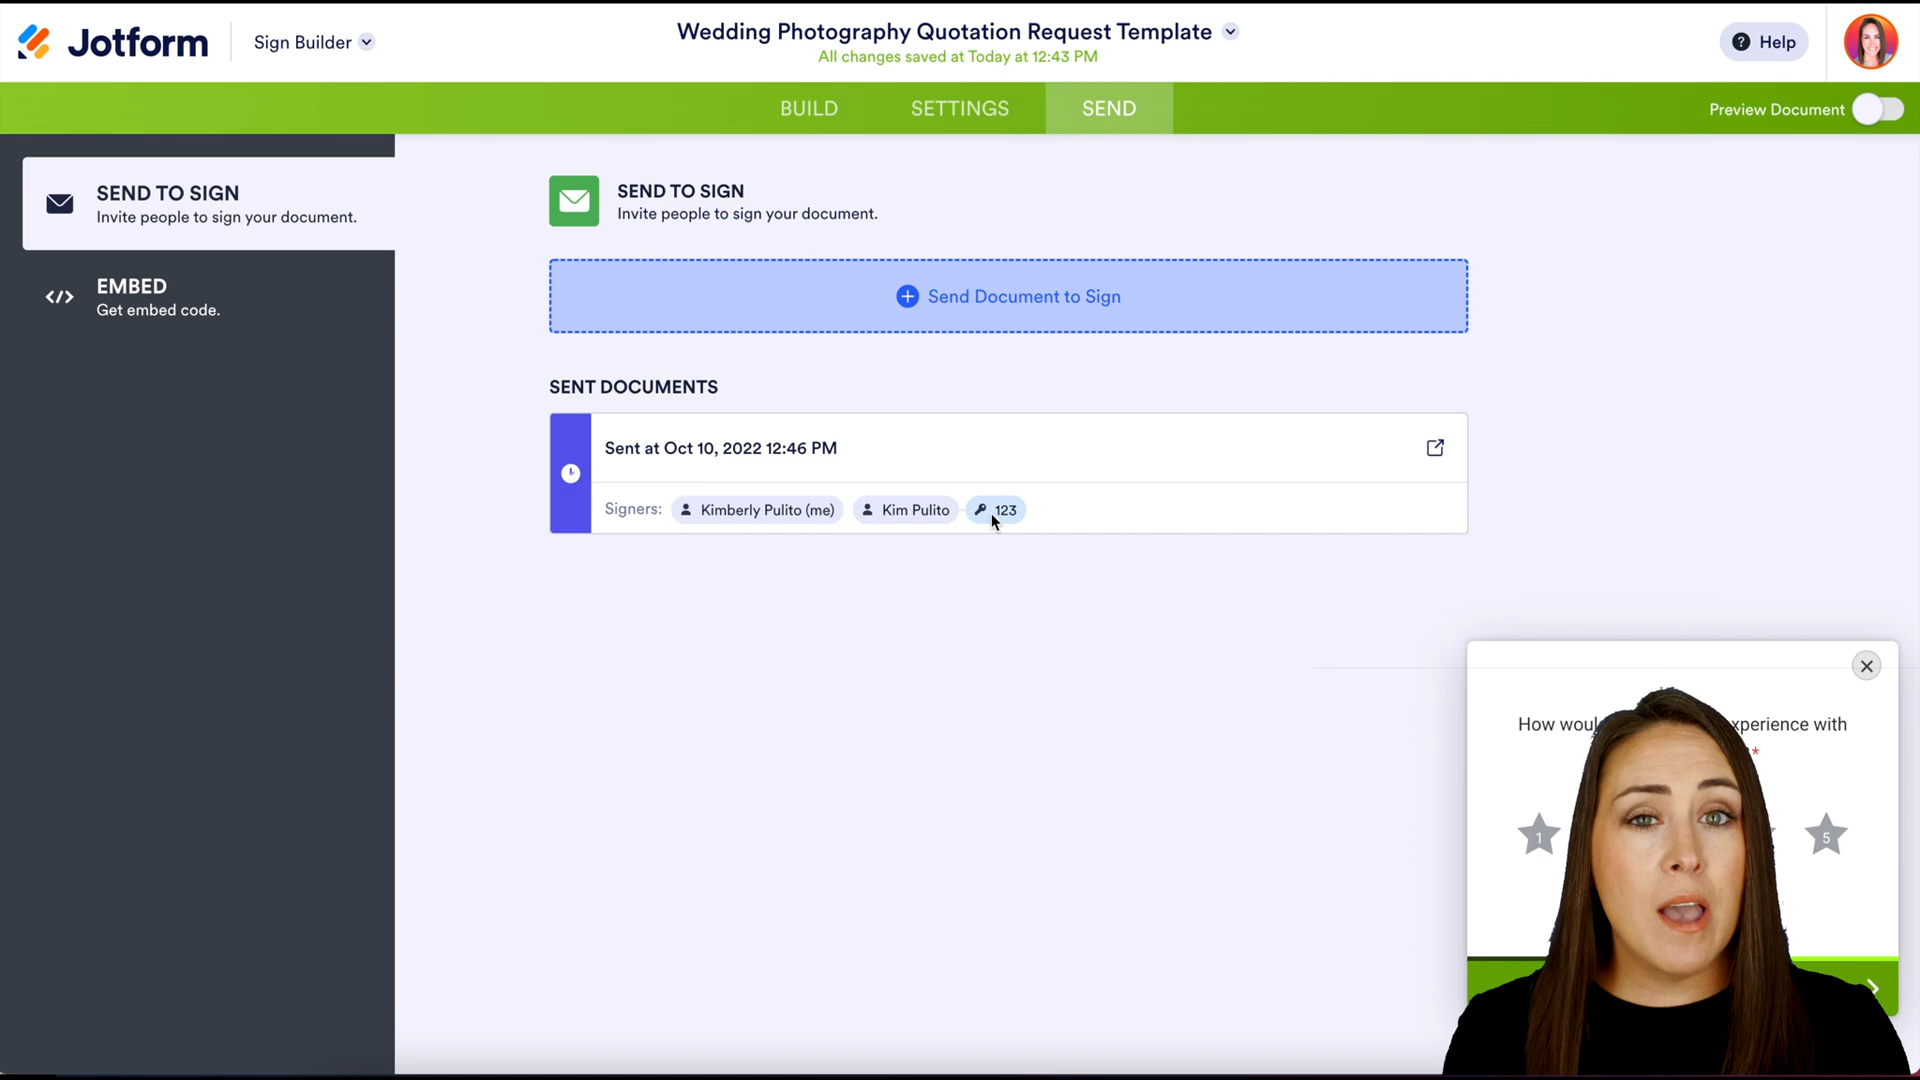 Jotform
Sign Builder
Wedding Photography Quotation Request Template
All changes saved at Today at 12:43 PM
Help
BUILD
SETTINGS
SEND
Preview Document
SEND TO SIGN
Invite people to sign your document.
EMBED
Get embed code.
SEND TO SIGN
Invite people to sign your document.
Send Document to Sign
SENT DOCUMENTS
Sent at Oct 10, 2022 12:46 PM
Signers: Kimberly Pulito (me) Kim Pulito 123
How with
*
1 5